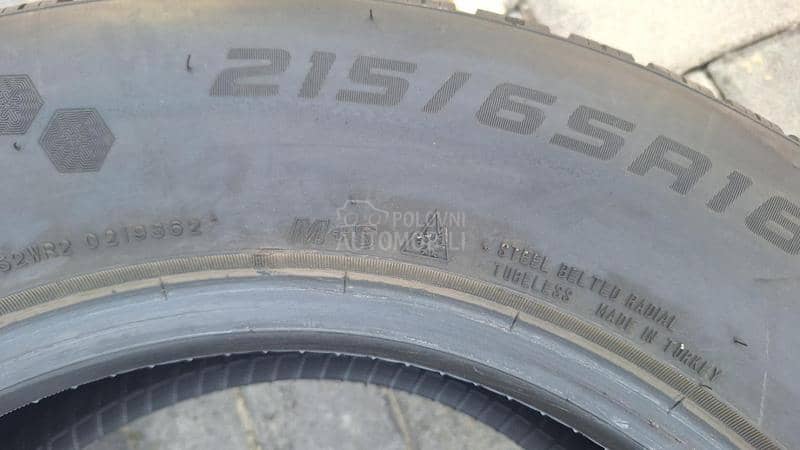 215/65R16
52WR2 0219362
M+S
POLOVNI
AUTOMOBILI
STEEL BELTED RADIAL
TUBELESS MADE IN TURKEY